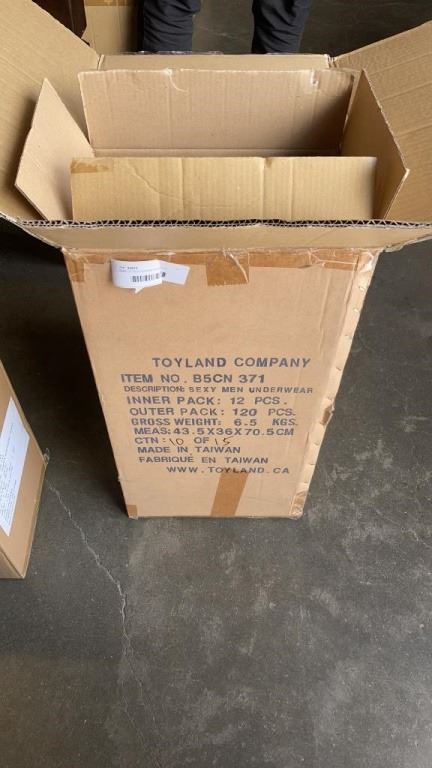 TOYLAND COMPANY
ITEM NO. B5CN 371
DESCRIPTION: SEXY MEN UNDERWEAR
INNER PACK: 12 PCS.
OUTER PACK: 120 PCS.
GROSS WEIGHT: 6.5 KGS.
MEAS: 43.5X36X70.5CM
CTN: 10 OF 15
MADE IN TAIWAN
FABRIQUÉ EN TAIWAN
WWW.TOYLAND.CA